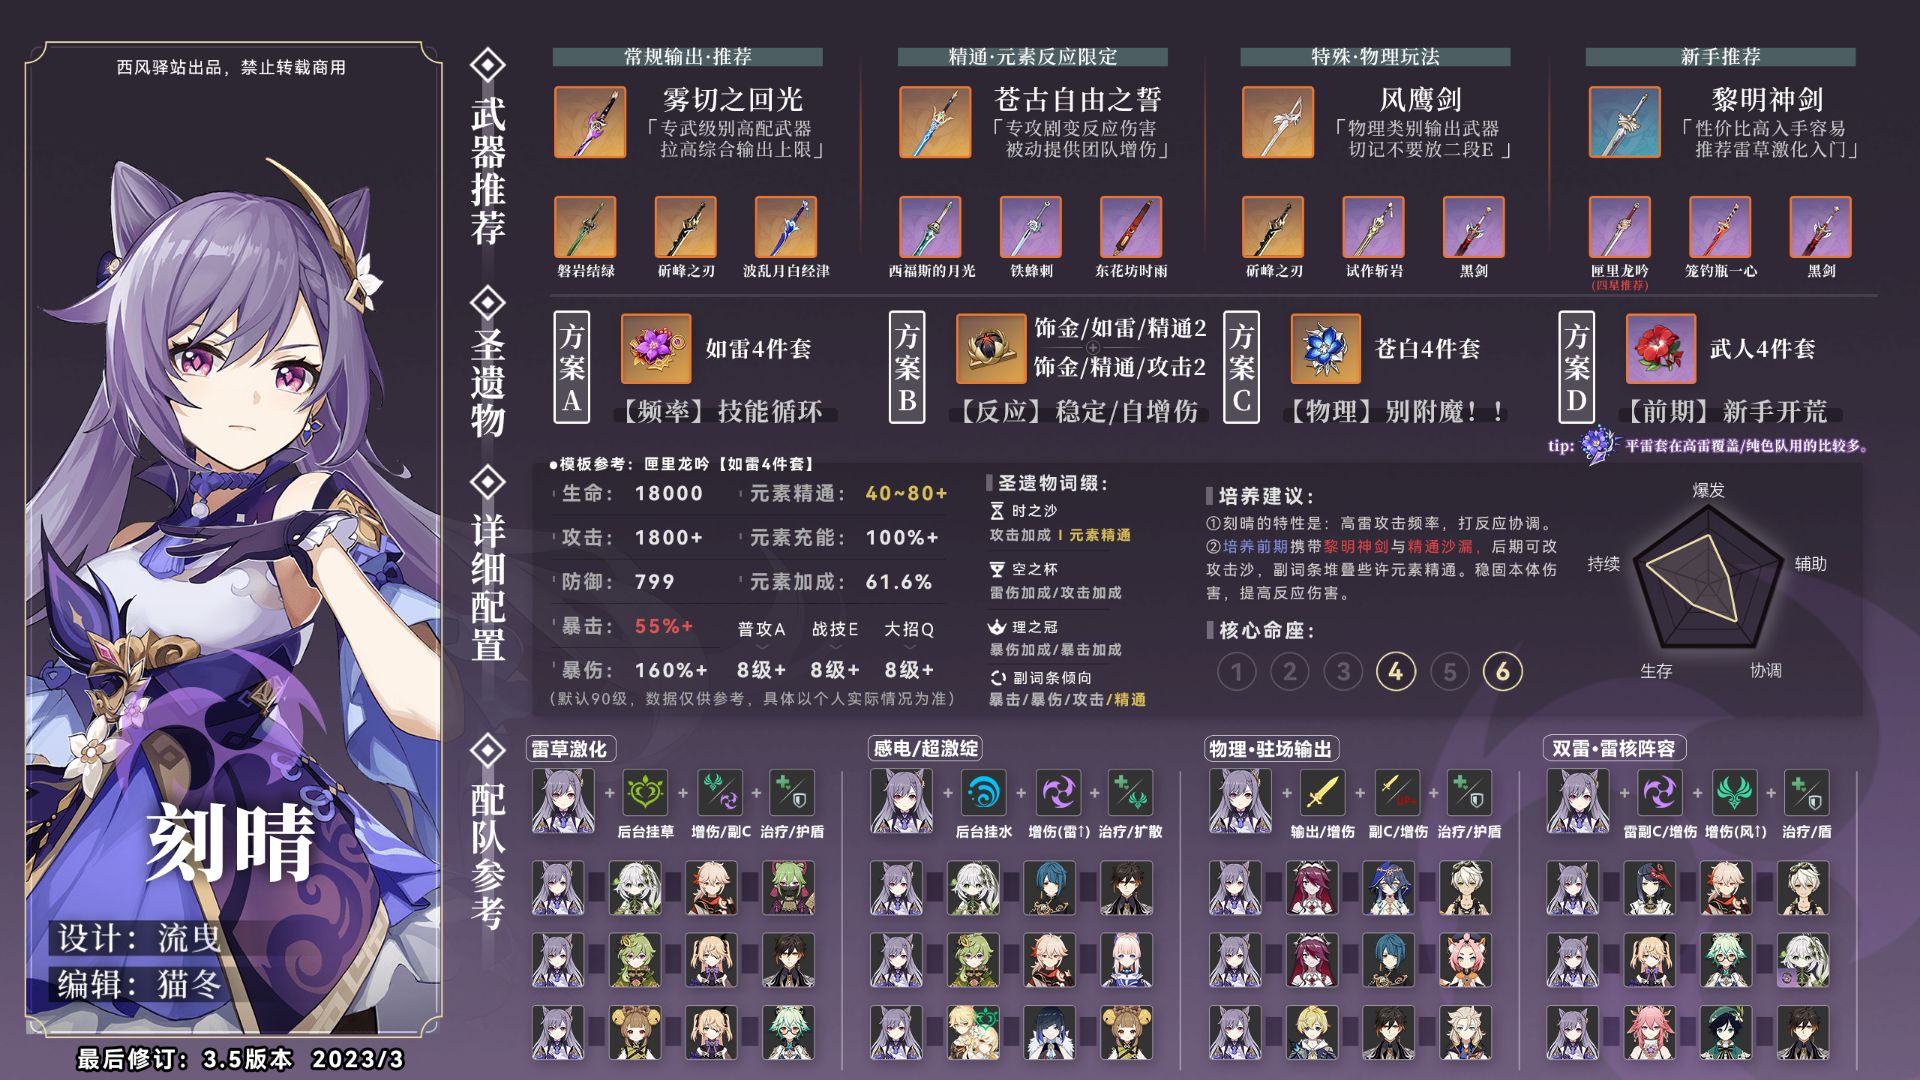 西风驿站出品，禁止转载商用
刻晴
设计：流曳
编辑：猫冬
最后修订：3.5版本 2023/3
武器推荐
常规输出·推荐
雾切之回光
「专武级别高配武器
拉高综合输出上限」
磐岩结绿
斫峰之刃
波乱月白经津
精通·元素反应限定
苍古自由之誓
「专攻剧变反应伤害
被动提供团队增伤」
西福斯的月光
铁蜂刺
东花坊时雨
特殊·物理玩法
风鹰剑
「物理类别输出武器
切记不要放二段E 」
斫峰之刃
试作斩岩
黑剑
新手推荐
黎明神剑
「性价比高入手容易
推荐雷草激化入门」
匣里龙吟
(四星推荐)
笼钓瓶一心
黑剑
圣遗物
方案A
如雷4件套
【频率】技能循环
方案B
饰金/如雷/精通2
饰金/精通/攻击2
【反应】稳定/自增伤
方案C
苍白4件套
【物理】别附魔！！
方案D
武人4件套
【前期】新手开荒
tip: 平雷套在高雷覆盖/纯色队用的比较多。
详细配置
●模板参考：匣里龙吟【如雷4件套】
生命： 18000
元素精通： 40~80+
攻击： 1800+
元素充能： 100%+
防御： 799
元素加成： 61.6%
暴击： 55%+
普攻A 战技E 大招Q
暴伤： 160%+
8级+ 8级+ 8级+
(默认90级，数据仅供参考，具体以个人实际情况为准)
圣遗物词缀：
时之沙
攻击加成 I 元素精通
空之杯
雷伤加成/攻击加成
理之冠
暴伤加成/暴击加成
副词条倾向
暴击/暴伤/攻击/精通
培养建议：
①刻晴的特性是：高雷攻击频率，打反应协调。
②培养前期携带黎明神剑与精通沙漏，后期可改
攻击沙，副词条堆叠些许元素精通。稳固本体伤
害，提高反应伤害。
核心命座：
1 2 3 4 5 6
爆发
持续
辅助
生存
协调
配队参考
雷草激化
后台挂草
增伤/副C
治疗/护盾
感电/超激绽
后台挂水
增伤(雷↑)
治疗/扩散
物理·驻场输出
UP+
输出/增伤
副C/增伤
治疗/护盾
双雷·雷核阵容
雷副C/增伤
增伤(风↑)
治疗/盾